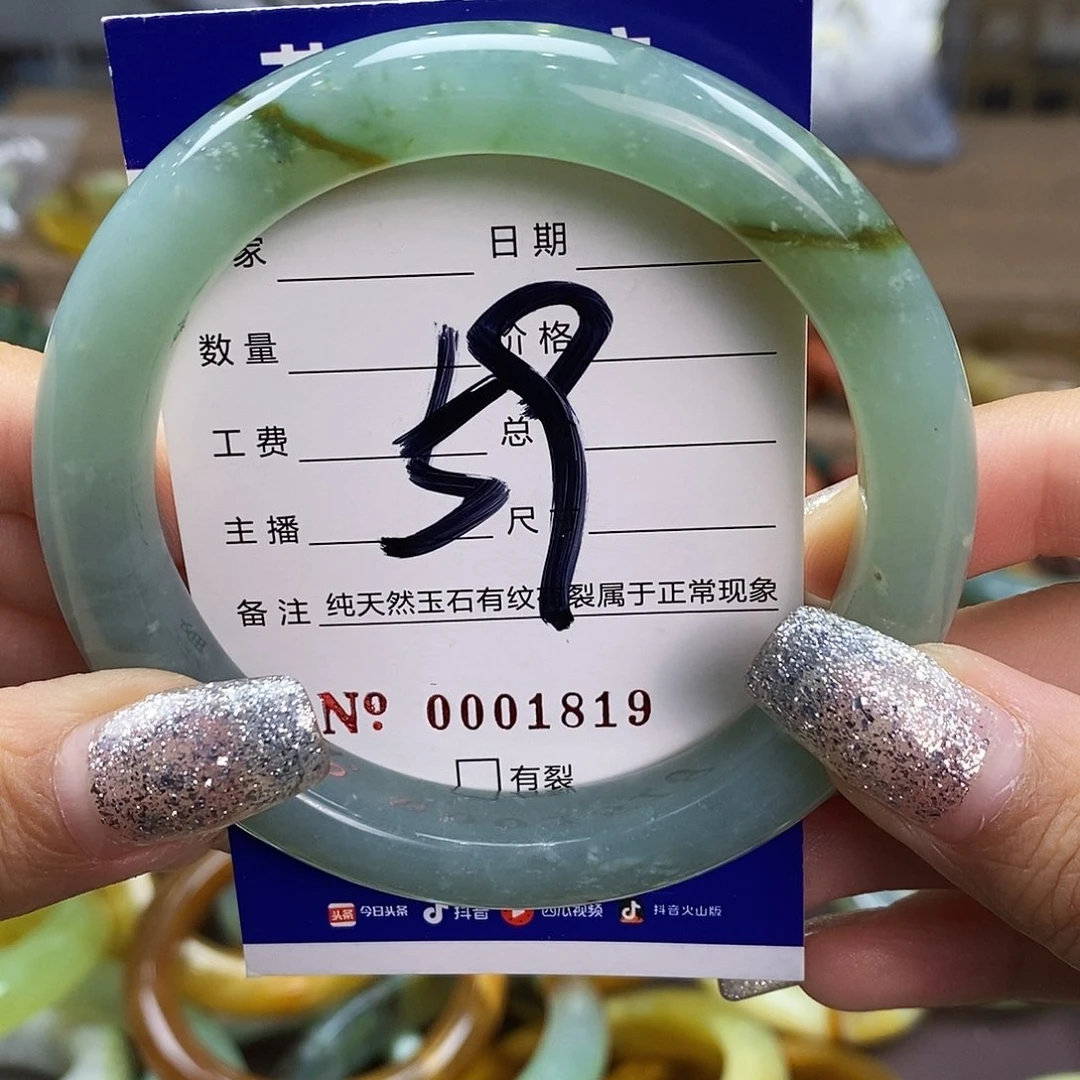 家 日期
数量 价格
工费 总
主播 尺
备注 纯天然玉石有纹 裂属于正常现象
59
Nº 0001819
有裂
今日头条 抖音 西瓜视频 抖音火山版